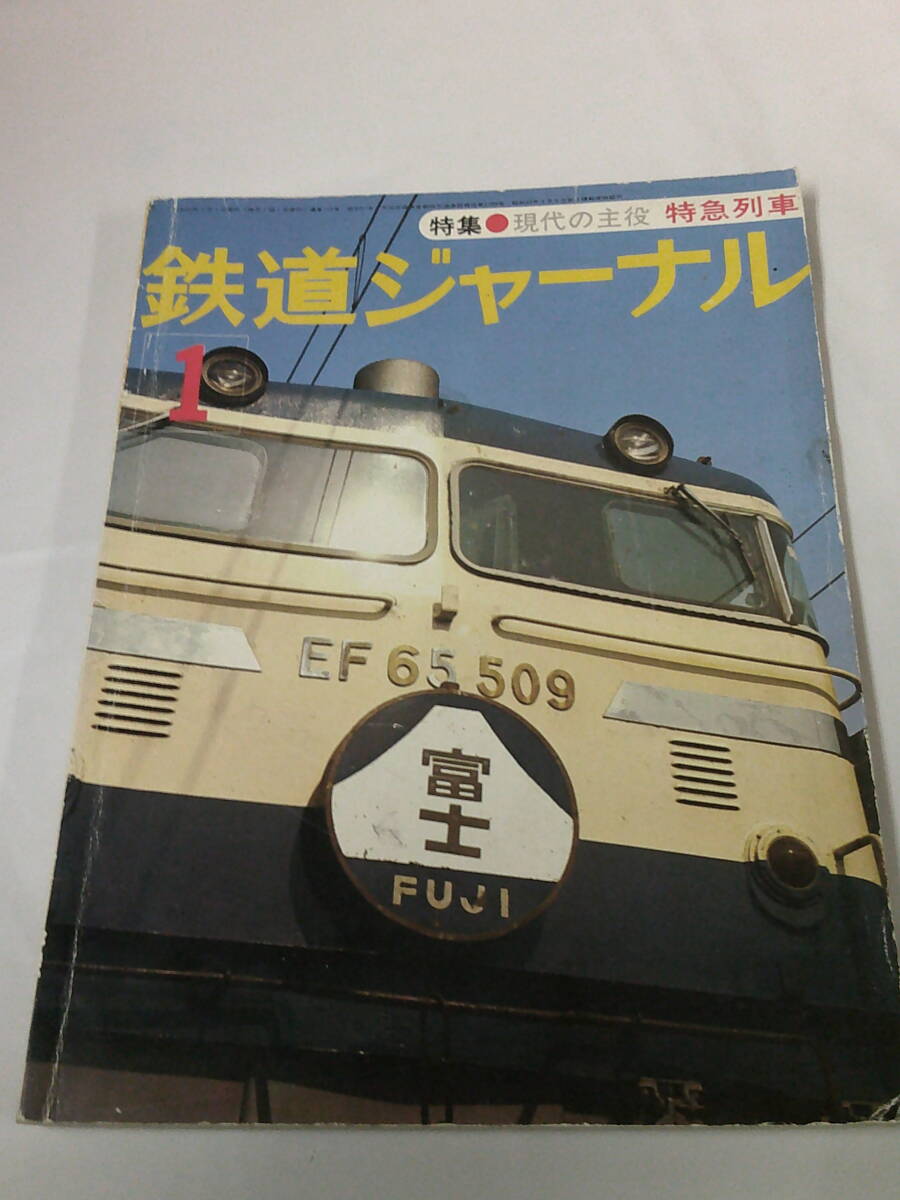 特集●現代の主役 特急列車
鉄道ジャーナル
1
EF 65 509
富士
FUJI